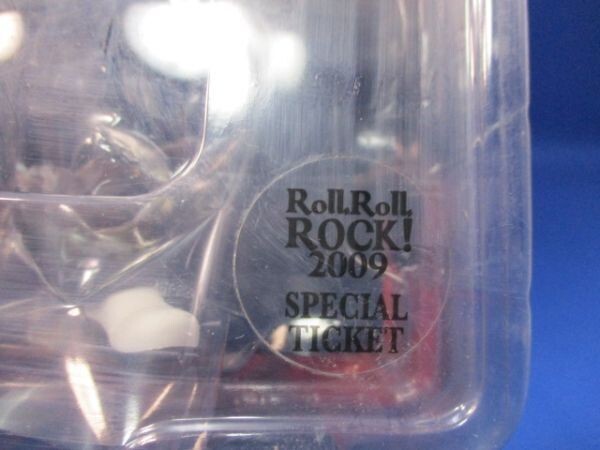 Roll, Roll,
ROCK!
2009
SPECIAL
TICKET